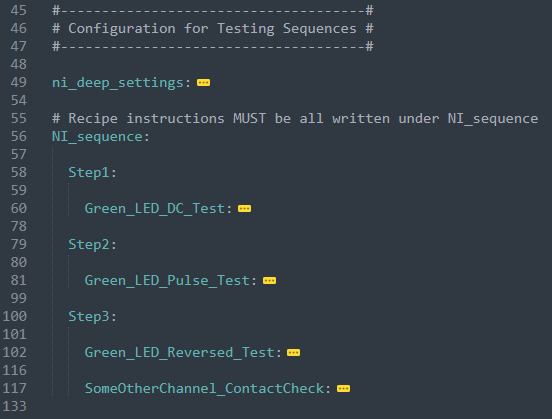 45 #-------------------------------------#
46 # Configuration for Testing Sequences #
47 #-------------------------------------#
48
49 ni_deep_settings: ...
54
55 # Recipe instructions MUST be all written under NI_sequence
56 NI_sequence:
57
58 Step1:
59
60 Green_LED_DC_Test: ...
78
79 Step2:
80
81 Green_LED_Pulse_Test: ...
99
100 Step3:
101
102 Green_LED_Reversed_Test: ...
116
117 SomeOtherChannel_ContactCheck: ...
133